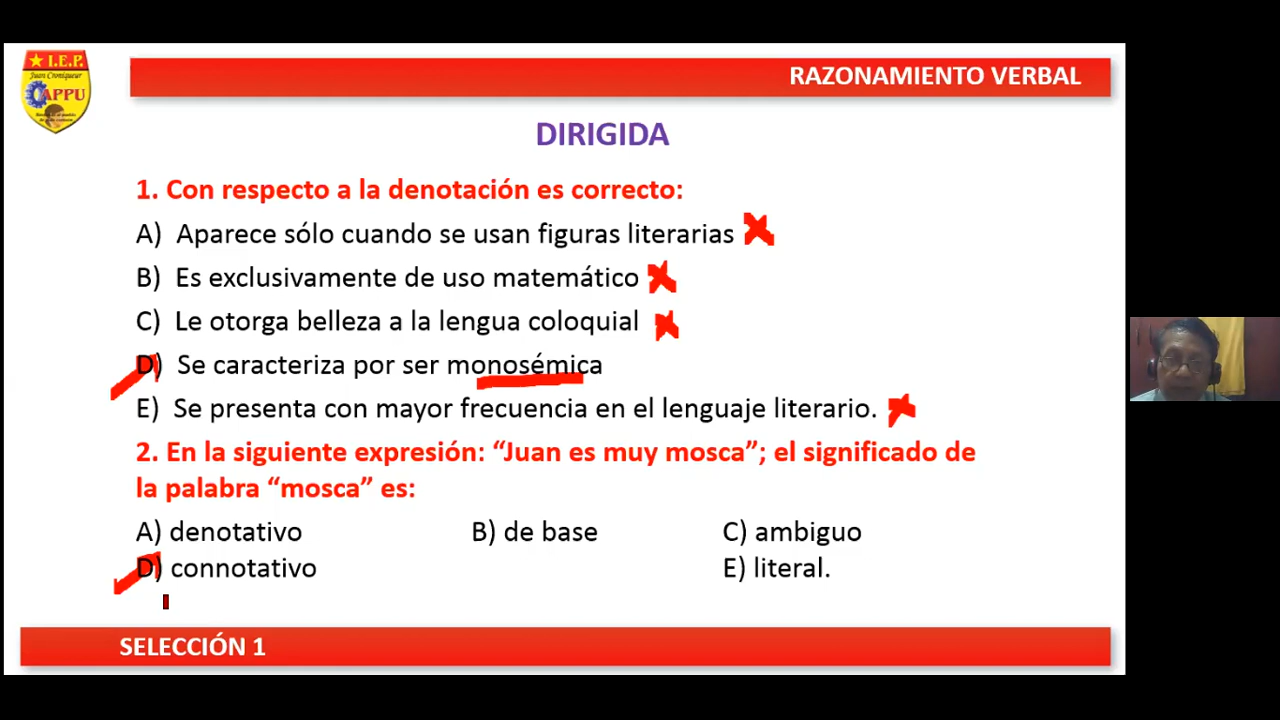 I.E.P.
Juan Croniqueur
APPU
RAZONAMIENTO VERBAL
DIRIGIDA
1. Con respecto a la denotación es correcto:
A) Aparece sólo cuando se usan figuras literarias
B) Es exclusivamente de uso matemático
C) Le otorga belleza a la lengua coloquial
D) Se caracteriza por ser monosémica
E) Se presenta con mayor frecuencia en el lenguaje literario.
2. En la siguiente expresión: “Juan es muy mosca”; el significado de
la palabra “mosca” es:
A) denotativo B) de base C) ambiguo
D) connotativo E) literal.
SELECCIÓN 1